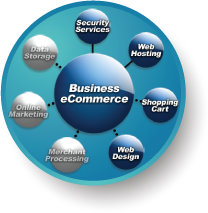 Security
Services
Data
Storage
Web
Hosting
Business
eCommerce
Online
Marketing
Shopping
Cart
Merchant
Processing
Web
Design